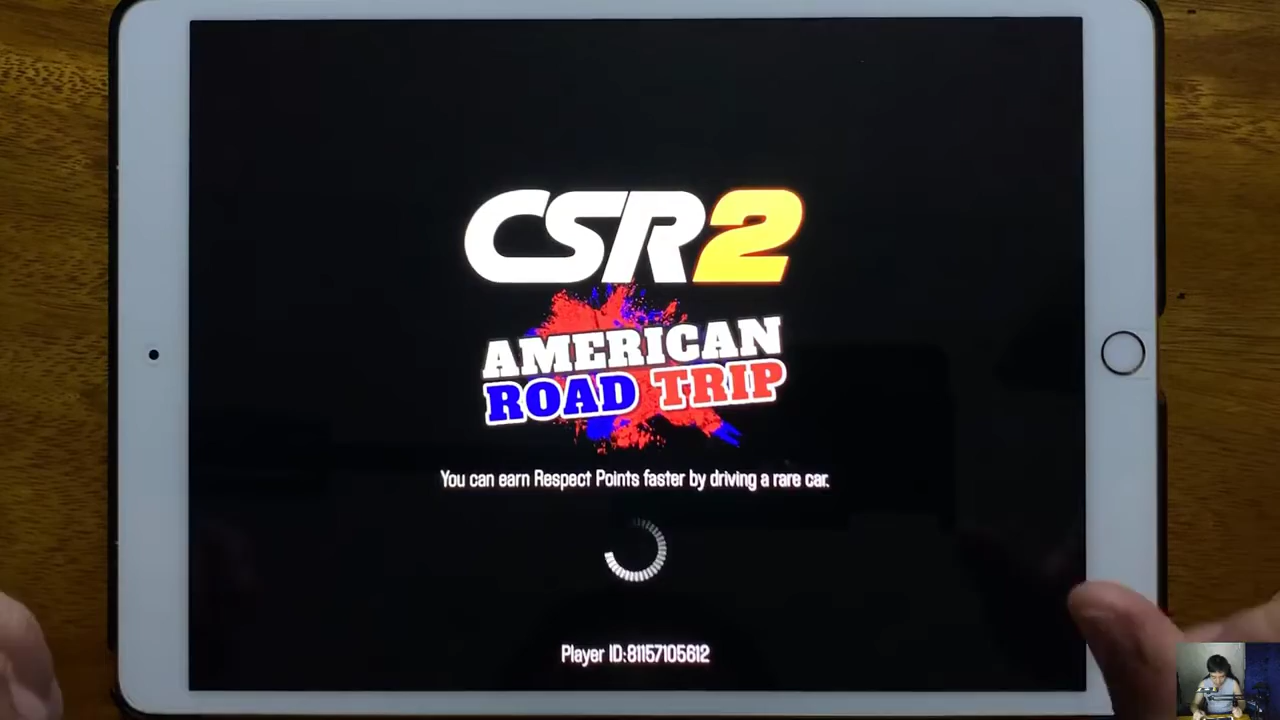 CSR2
AMERICAN
ROAD TRIP
You can earn Respect Points faster by driving a rare car.
Player ID:81157105612